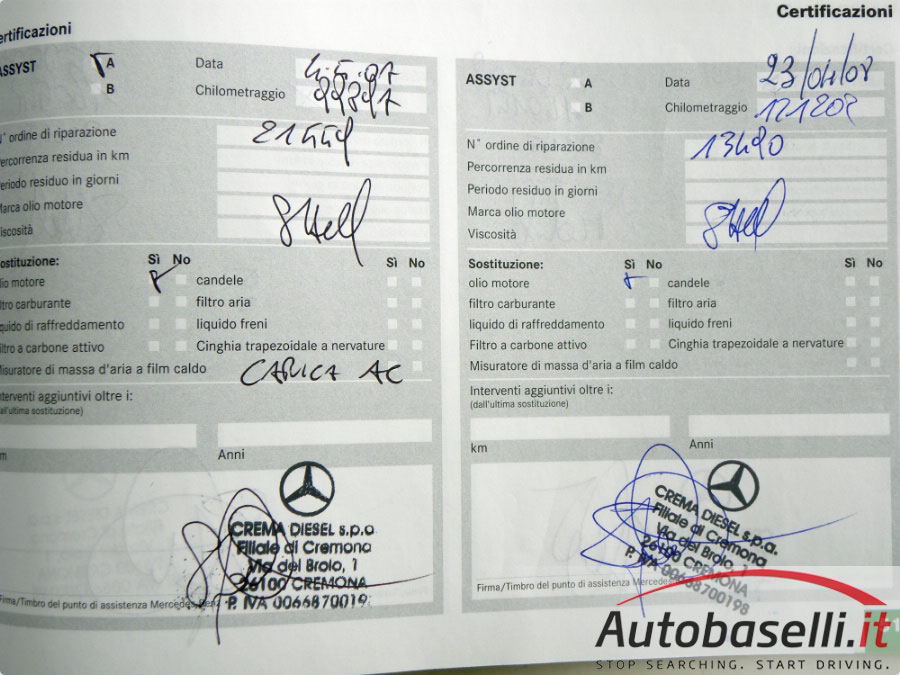 Certificazioni
ASSYST
A
B
Data
Chilometraggio
N° ordine di riparazione
21559
Percorrenza residua in km
Periodo residuo in giorni
Marca olio motore
Shell
Viscosità
Sostituzione:
Sì No
Sì No
olio motore
candele
filtro carburante
filtro aria
liquido di raffreddamento
liquido freni
Filtro a carbone attivo
Cinghia trapezoidale a nervature
Misuratore di massa d'aria a film caldo
CARICA AC
Interventi aggiuntivi oltre i:
(dall'ultima sostituzione)
Anni
CREMA DIESEL s.p.a.
Filiale di Cremona
Via del Broio, 1
26100 CREMONA
P. IVA 0066870019
Firma/Timbro del punto di assistenza Mercedes-Benz
Certificazioni
ASSYST
A
B
Data 23/04/08
Chilometraggio 121202
N° ordine di riparazione 13490
Percorrenza residua in km
Periodo residuo in giorni
Marca olio motore Shell
Viscosità
Sostituzione:
Sì No
Sì No
olio motore
candele
filtro carburante
filtro aria
liquido di raffreddamento
liquido freni
Filtro a carbone attivo
Cinghia trapezoidale a nervature
Misuratore di massa d'aria a film caldo
Interventi aggiuntivi oltre i:
(dall'ultima sostituzione)
km
Anni
CREMA DIESEL s.p.a.
Filiale di Cremona
Via del Broio, 1
26100 CREMONA
P. IVA 00668700198
Firma/Timbro del punto di assistenza Mercedes
Autobaselli.it
STOP SEARCHING. START DRIVING.